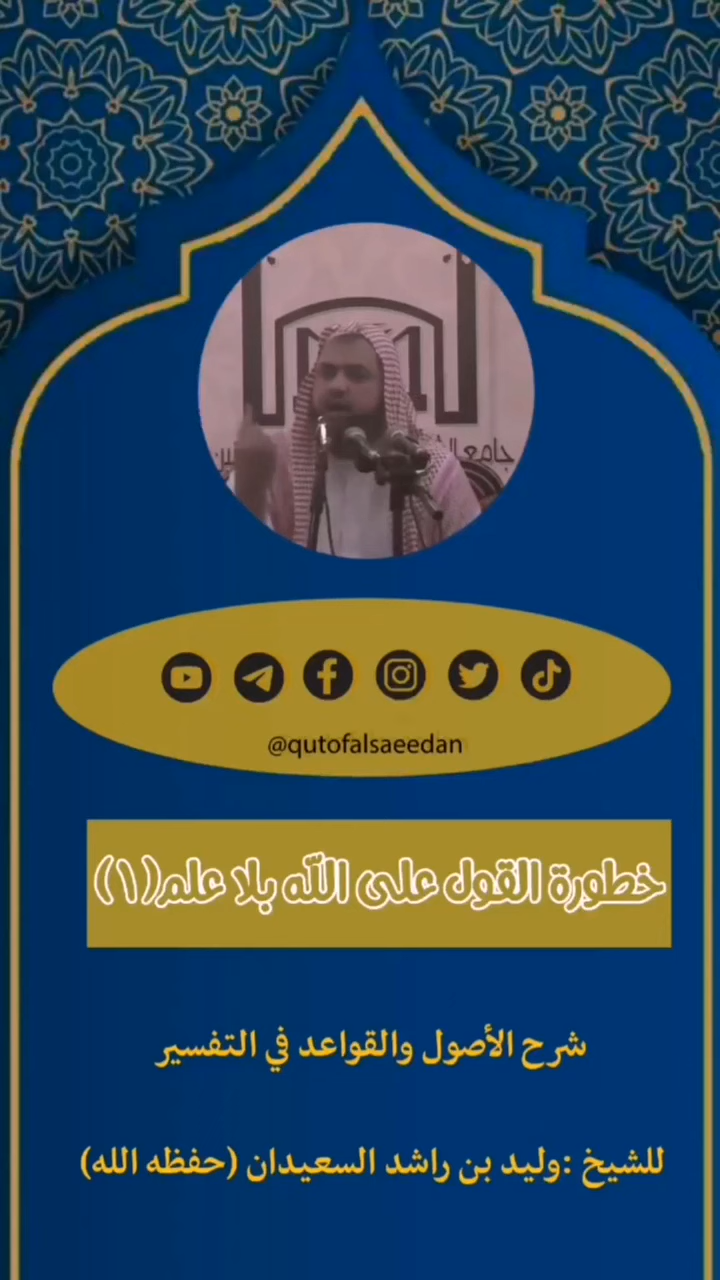 @qutofalsaeedan
خطورة القول على الله بلا علم(١)
شرح الأصول والقواعد في التفسير
للشيخ :وليد بن راشد السعيدان (حفظه الله)